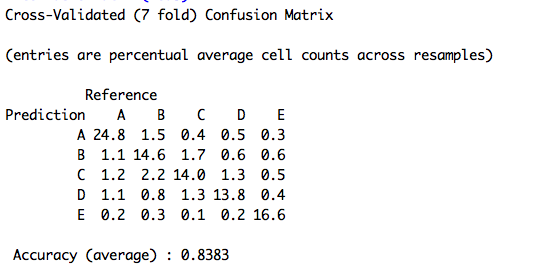 Cross-Validated (7 fold) Confusion Matrix
(entries are percentual average cell counts across resamples)
Reference
Prediction A B C D E
A 24.8 1.5 0.4 0.5 0.3
B 1.1 14.6 1.7 0.6 0.6
C 1.2 2.2 14.0 1.3 0.5
D 1.1 0.8 1.3 13.8 0.4
E 0.2 0.3 0.1 0.2 16.6
Accuracy (average) : 0.8383